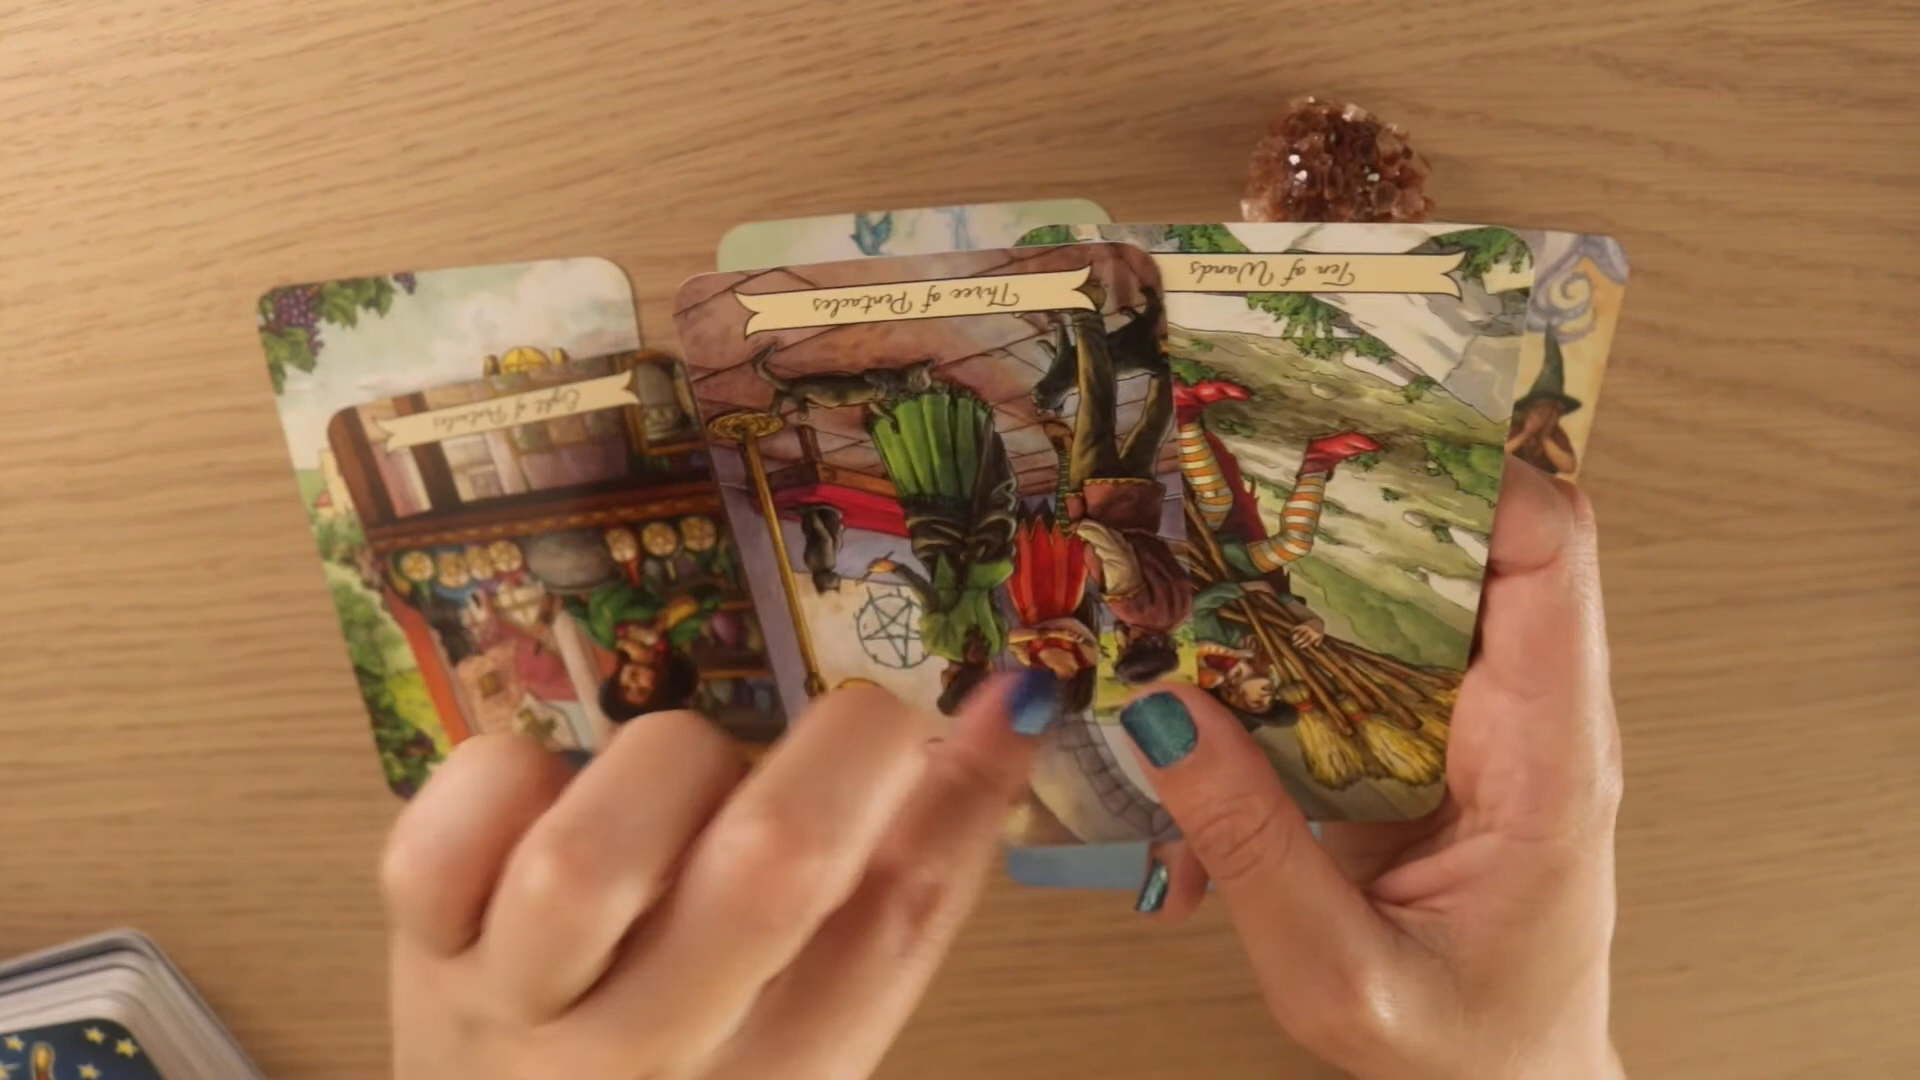 Eight of Pentacles
Three of Pentacles
Ten of Wands